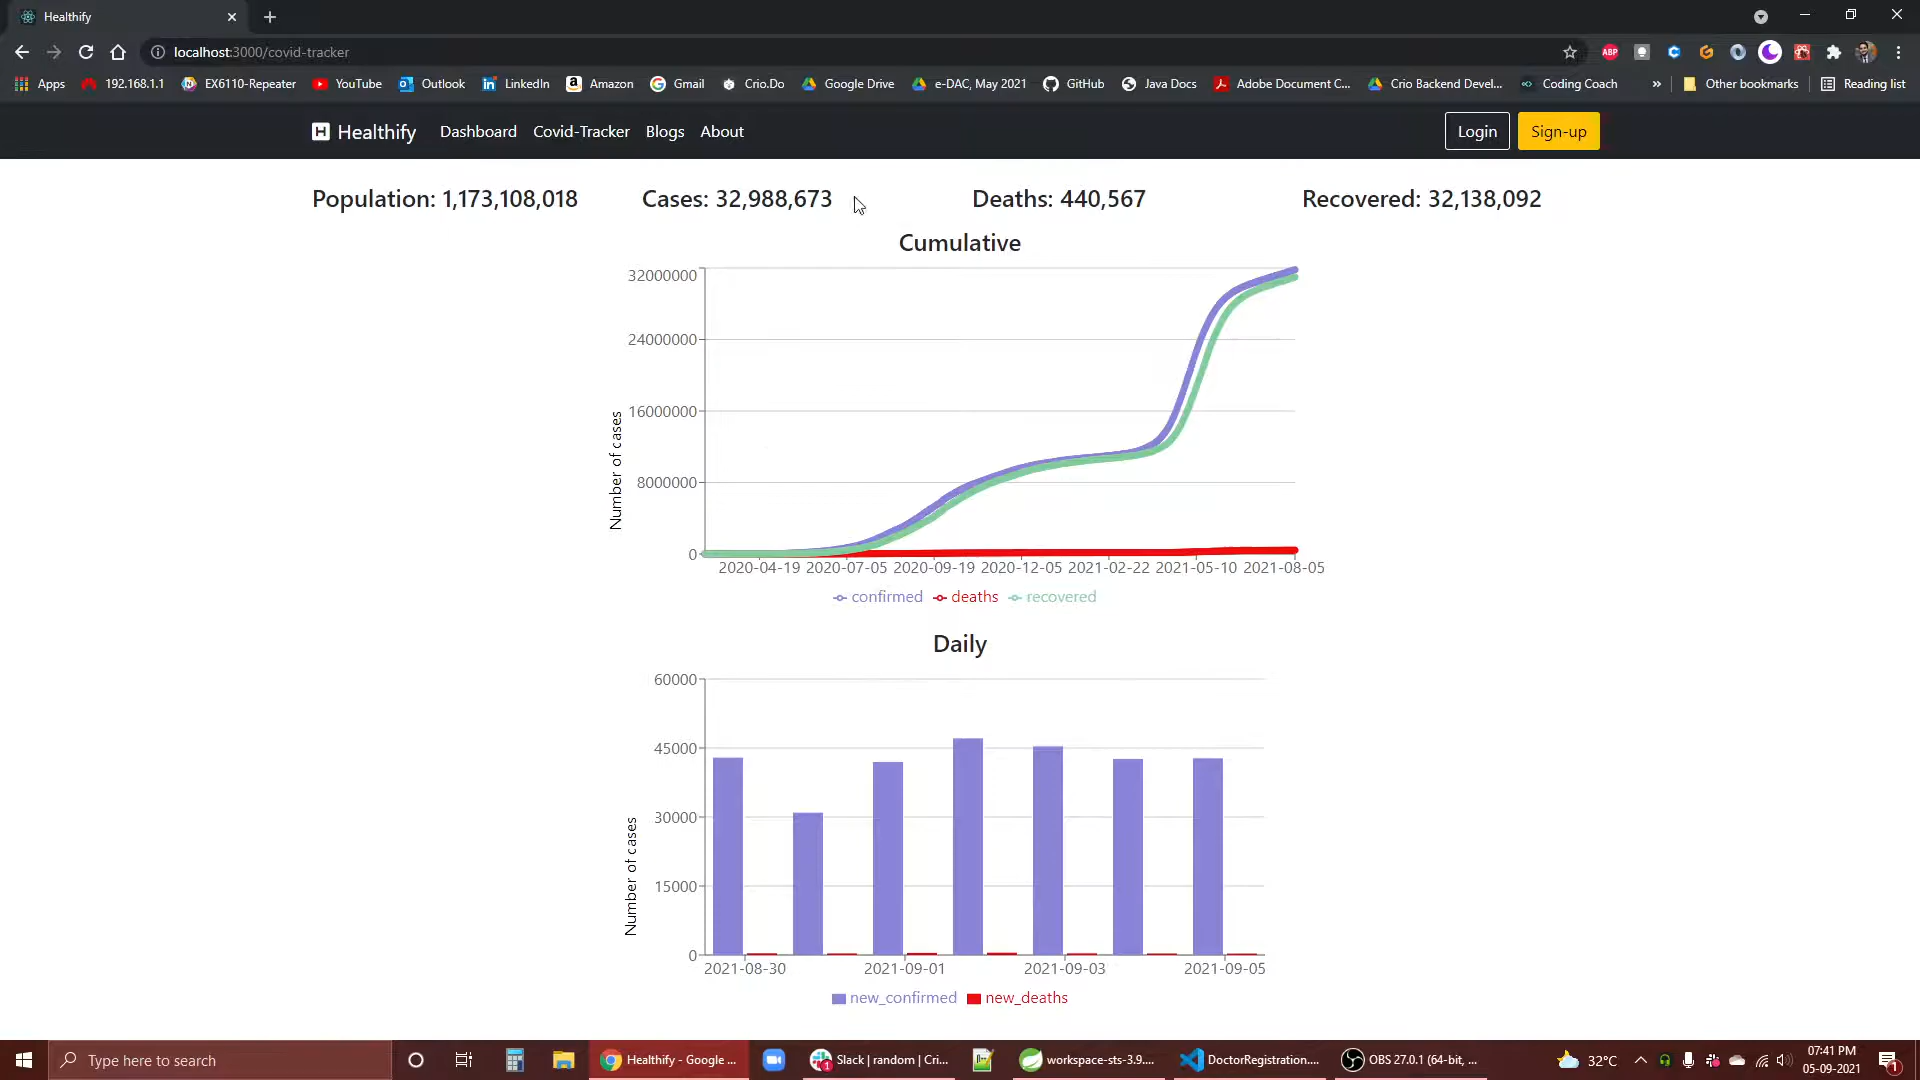 Healthify
localhost:3000/covid-tracker
ABP
Apps 192.168.1.1 EX6110-Repeater YouTube Outlook LinkedIn Amazon Gmail Crio.Do Google Drive e-DAC, May 2021 GitHub Java Docs Adobe Document C... Crio Backend Devel... Coding Coach » Other bookmarks Reading list
H Healthify Dashboard Covid-Tracker Blogs About Login Sign-up
Population: 1,173,108,018 Cases: 32,988,673 Deaths: 440,567 Recovered: 32,138,092
Cumulative
32000000
24000000
16000000
8000000
0
Number of cases
2020-04-19 2020-07-05 2020-09-19 2020-12-05 2021-02-22 2021-05-10 2021-08-05
confirmed deaths recovered
Daily
60000
45000
30000
15000
0
Number of cases
2021-08-30 2021-09-01 2021-09-03 2021-09-05
new_confirmed new_deaths
Type here to search Healthify - Google ... Slack | random | Cri... workspace-sts-3.9.... DoctorRegistration.... OBS 27.0.1 (64-bit, ... 32°C 07:41 PM
05-09-2021
1